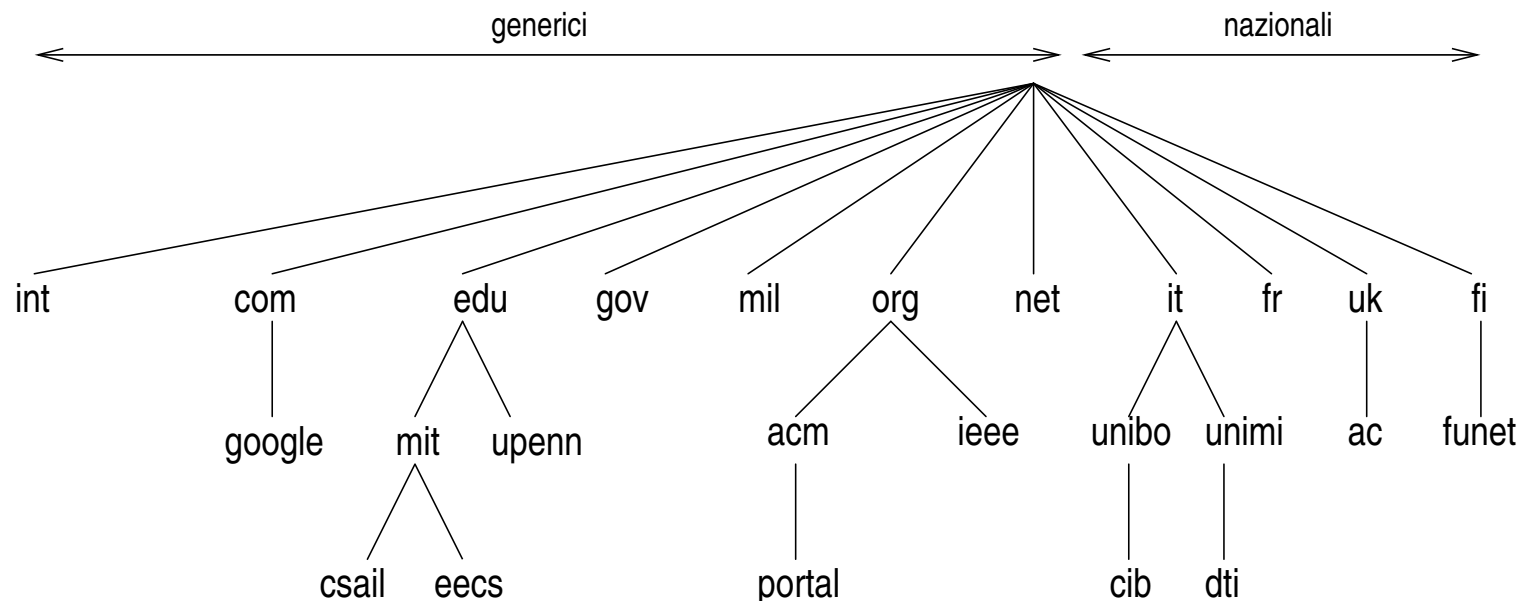 generici nazionali
int com edu gov mil org net it fr uk fi
google mit upenn acm ieee unibo unimi ac funet
csail eecs portal cib dti